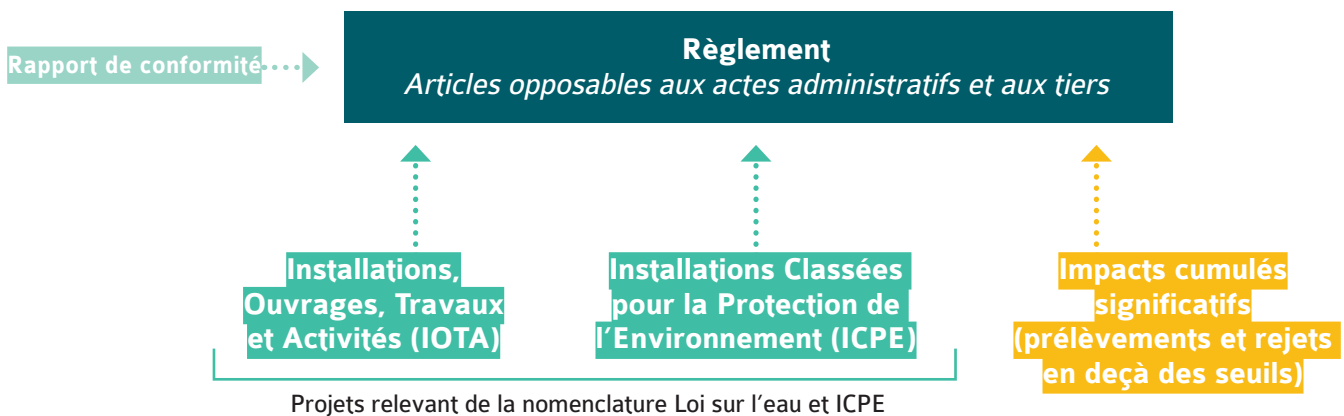 Règlement
Articles opposables aux actes administratifs et aux tiers
Rapport de conformité
Installations,
Ouvrages, Travaux
et Activités (IOTA)
Installations Classées
pour la Protection de
l'Environnement (ICPE)
Impacts cumulés
significatifs
(prélèvements et rejets
en deçà des seuils)
Projets relevant de la nomenclature Loi sur l'eau et ICPE